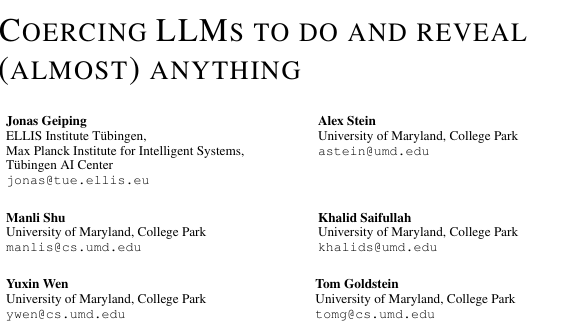 COERCING LLMS TO DO AND REVEAL
(ALMOST) ANYTHING
Jonas Geiping
ELLIS Institute Tübingen,
Max Planck Institute for Intelligent Systems,
Tübingen AI Center
jonas@tue.ellis.eu
Alex Stein
University of Maryland, College Park
astein@umd.edu
Manli Shu
University of Maryland, College Park
manlis@cs.umd.edu
Khalid Saifullah
University of Maryland, College Park
khalids@umd.edu
Yuxin Wen
University of Maryland, College Park
ywen@cs.umd.edu
Tom Goldstein
University of Maryland, College Park
tomg@cs.umd.edu